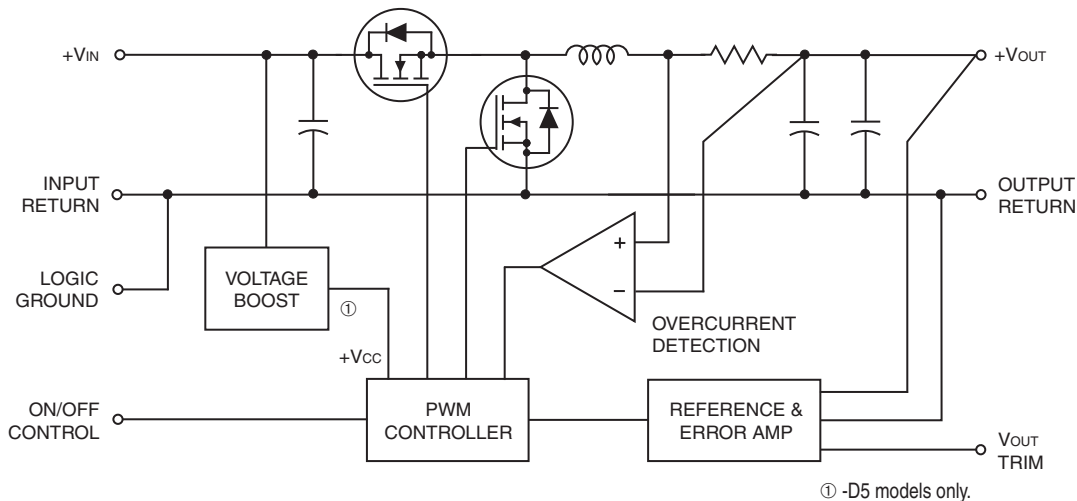 +VIN
+VOUT
INPUT
RETURN
OUTPUT
RETURN
LOGIC
GROUND
VOLTAGE
BOOST
①
+
−
OVERCURRENT
DETECTION
+VCC
ON/OFF
CONTROL
PWM
CONTROLLER
REFERENCE &
ERROR AMP
VOUT
TRIM
① -D5 models only.